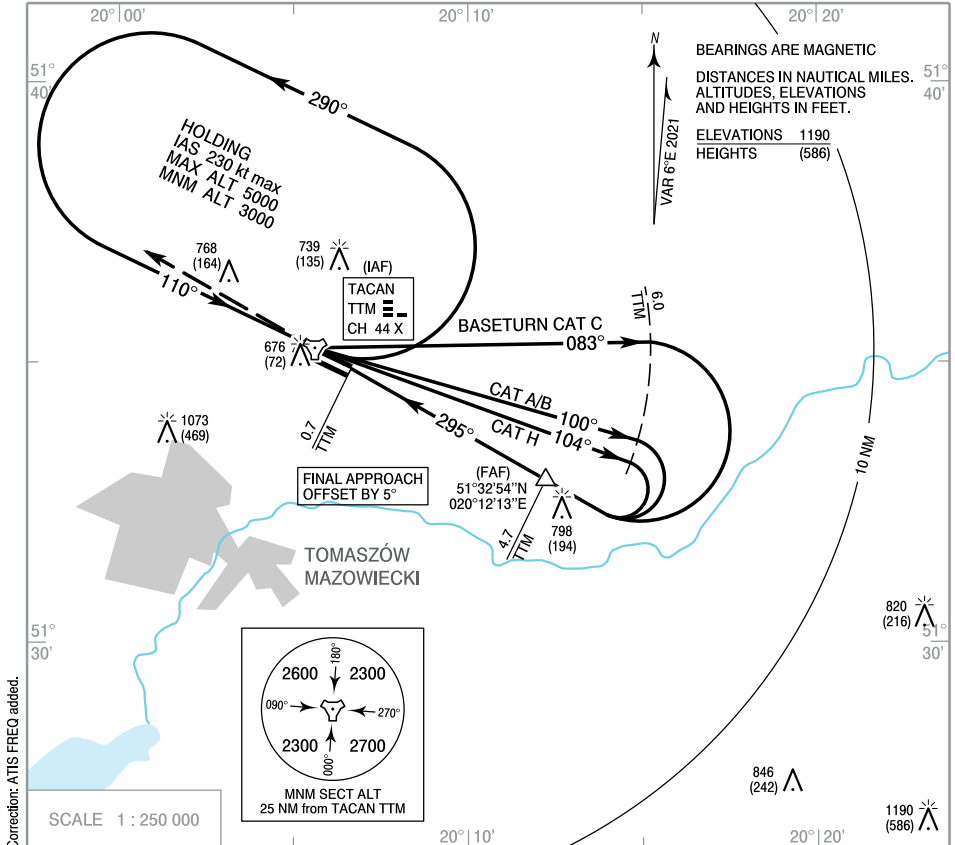 20° 00'
20° 10'
20° 20'
51°
40'
51°
40'
N
VAR 6°E 2021
BEARINGS ARE MAGNETIC
DISTANCES IN NAUTICAL MILES.
ALTITUDES, ELEVATIONS
AND HEIGHTS IN FEET.
ELEVATIONS 1190
HEIGHTS (586)
290°
HOLDING
IAS 230 kt max
MAX ALT 5000
MNM ALT 3000
768
(164)
739
(135)
(IAF)
TACAN
TTM
CH 44 X
110°
676
(72)
6.0
TTM
BASETURN CAT C
083°
CAT A/B
100°
CAT H
104°
295°
0.7
TTM
1073
(469)
FINAL APPROACH
OFFSET BY 5°
(FAF)
51°32'54"N
020°12'13"E
4.7
TTM
798
(194)
10 NM
TOMASZÓW
MAZOWIECKI
820
(216)
51°
30'
51°
30'
2600
180°
2300
090°
270°
2300
000°
2700
MNM SECT ALT
25 NM from TACAN TTM
846
(242)
1190
(586)
SCALE 1 : 250 000
20° 10'
20° 20'
Correction: ATIS FREQ added.